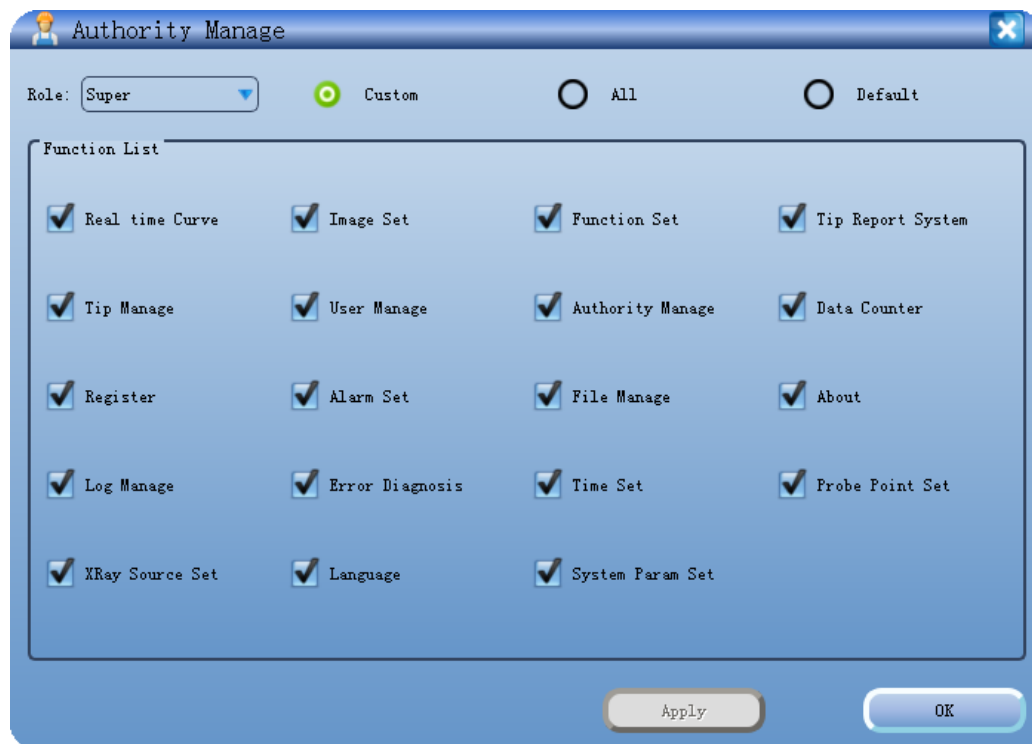 Authority Manage
Role: Super Custom All Default
Function List
Real time Curve Image Set Function Set Tip Report System
Tip Manage User Manage Authority Manage Data Counter
Register Alarm Set File Manage About
Log Manage Error Diagnosis Time Set Probe Point Set
XRay Source Set Language System Param Set
Apply OK